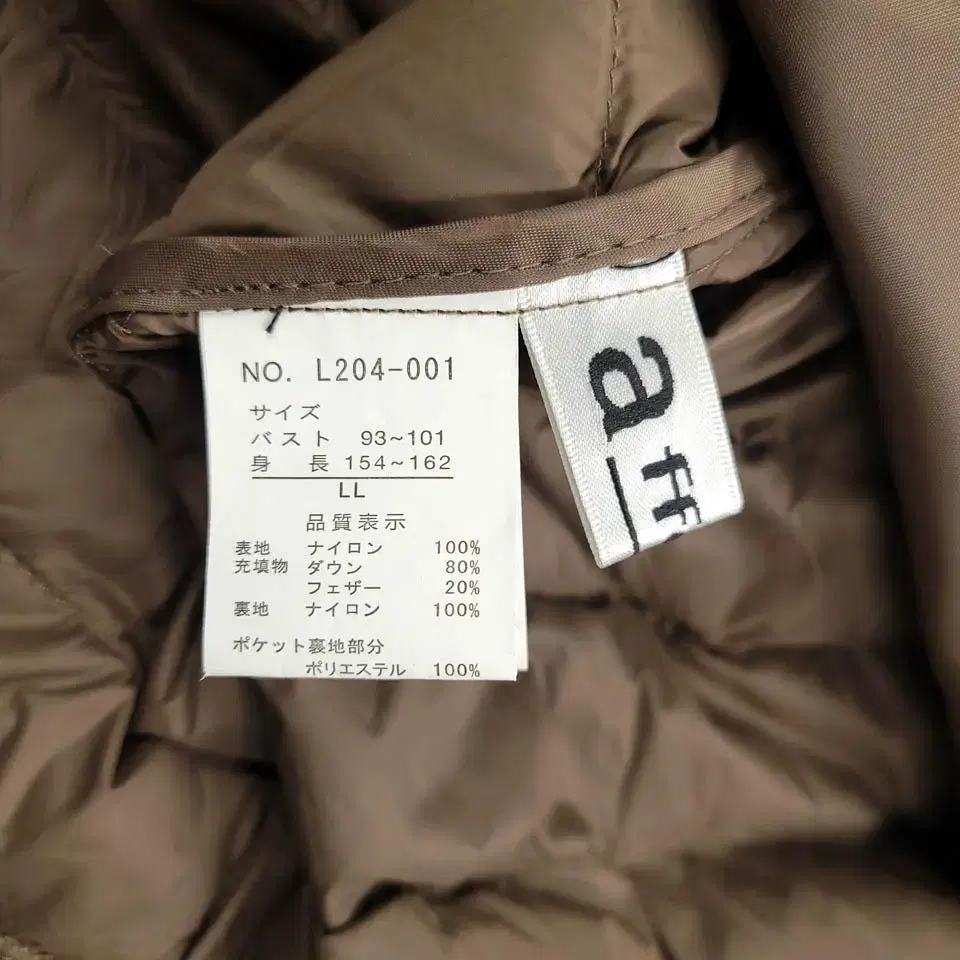 NO. L204-001
サイズ
バスト 93~101
身 長 154~162
LL
品質表示
表地 ナイロン 100%
充填物 ダウン 80%
フェザー 20%
裏地 ナイロン 100%
ポケット裏地部分
ポリエステル 100%
a